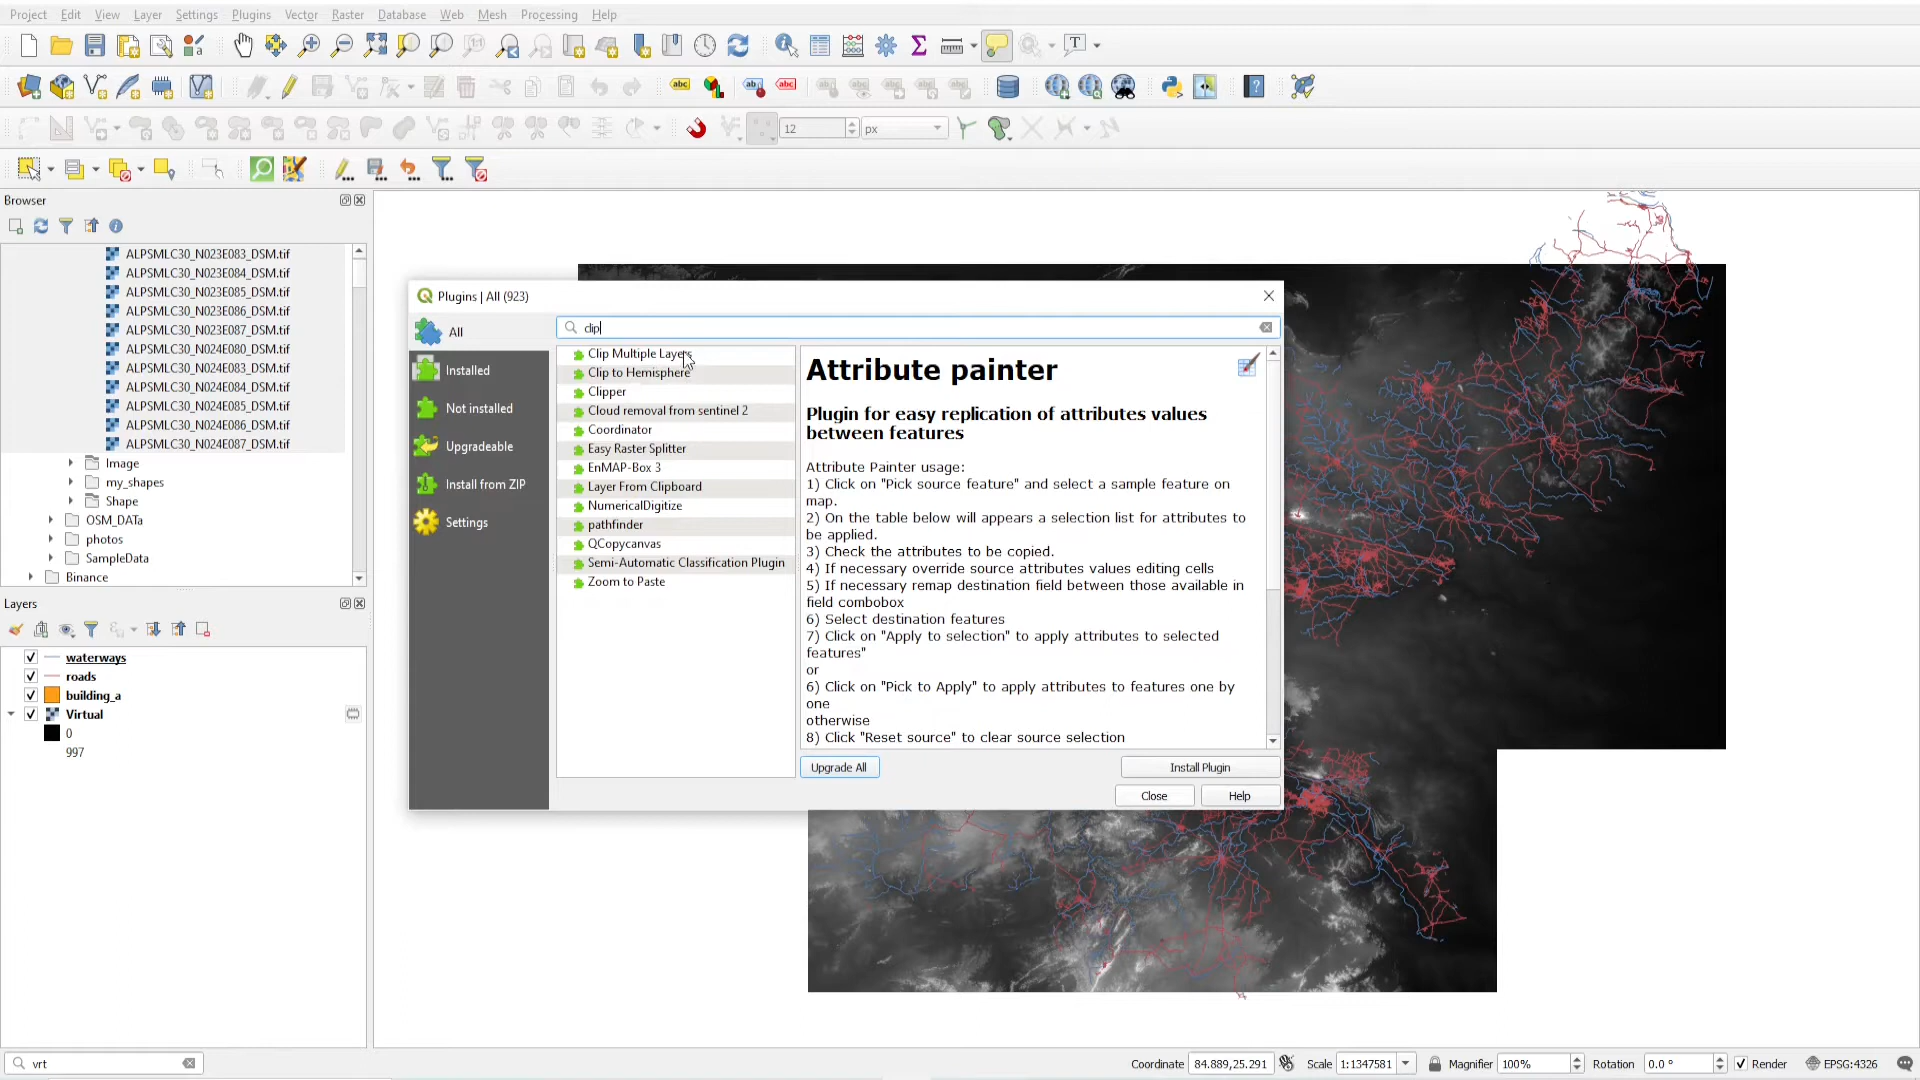 Project Edit View Layer Settings Plugins Vector Raster Database Web Mesh Processing Help
12 px
Browser
ALPSMLC30_N023E083_DSM.tif
ALPSMLC30_N023E084_DSM.tif
ALPSMLC30_N023E085_DSM.tif
ALPSMLC30_N023E086_DSM.tif
ALPSMLC30_N023E087_DSM.tif
ALPSMLC30_N024E080_DSM.tif
ALPSMLC30_N024E083_DSM.tif
ALPSMLC30_N024E084_DSM.tif
ALPSMLC30_N024E085_DSM.tif
ALPSMLC30_N024E086_DSM.tif
ALPSMLC30_N024E087_DSM.tif
Image
my_shapes
Shape
OSM_DATa
photos
SampleData
Binance
Layers
waterways
roads
building_a
Virtual
0
997
Plugins | All (923)
All
Installed
Not installed
Upgradeable
Install from ZIP
Settings
clip
Clip Multiple Layers
Clip to Hemisphere
Clipper
Cloud removal from sentinel 2
Coordinator
Easy Raster Splitter
EnMAP-Box 3
Layer From Clipboard
NumericalDigitize
pathfinder
QCopycanvas
Semi-Automatic Classification Plugin
Zoom to Paste
Attribute painter
Plugin for easy replication of attributes values
between features
Attribute Painter usage:
1) Click on "Pick source feature" and select a sample feature on
map.
2) On the table below will appears a selection list for attributes to
be applied.
3) Check the attributes to be copied.
4) If necessary override source attributes values editing cells
5) If necessary remap destination field between those available in
field combobox
6) Select destination features
7) Click on "Apply to selection" to apply attributes to selected
features"
or
6) Click on "Pick to Apply" to apply attributes to features one by
one
otherwise
8) Click "Reset source" to clear source selection
Upgrade All Install Plugin
Close Help
vrt
Coordinate 84.889,25.291 Scale 1:1347581 Magnifier 100% Rotation 0.0 ° Render EPSG:4326